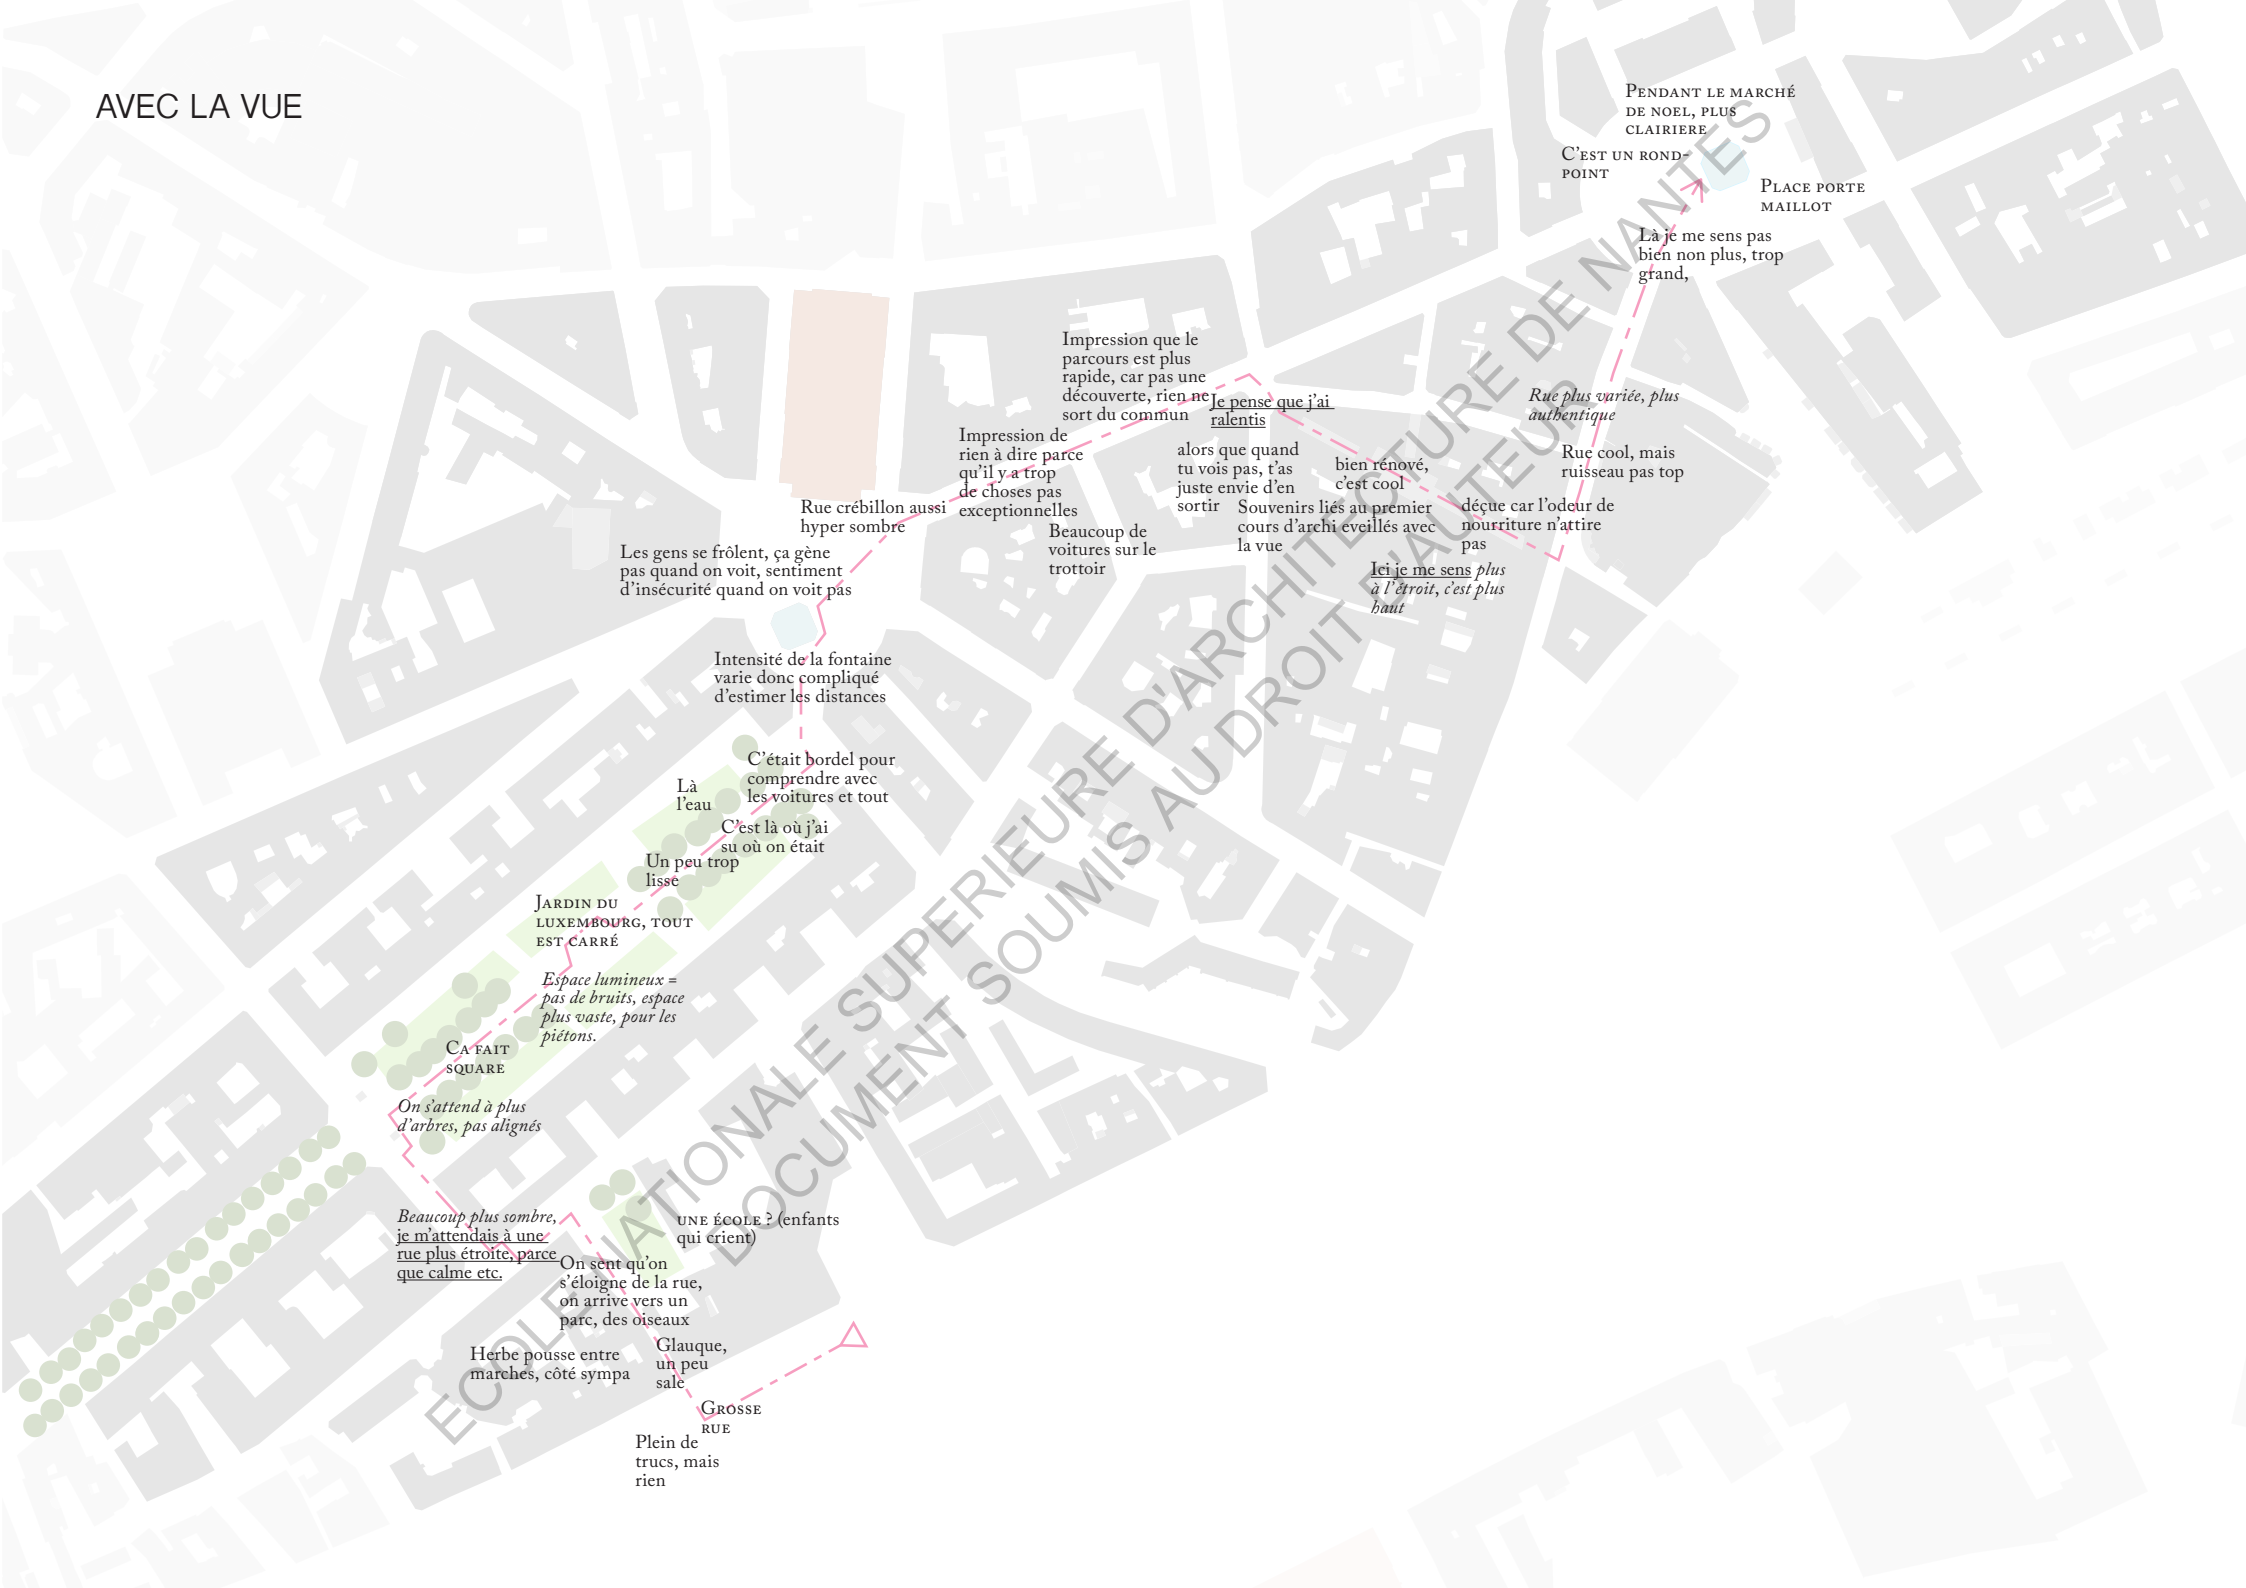 AVEC LA VUE
Pendant le marché
de noel, plus
clairiere
C'est un rond-
point
Place porte
maillot
Là je me sens pas
bien non plus, trop
grand,
Impression que le
parcours est plus
rapide, car pas une
découverte, rien ne
sort du commun
Je pense que j'ai
ralentis
Rue plus variée, plus
authentique
Impression de
rien à dire parce
qu'il y a trop
de choses pas
exceptionnelles
alors que quand
tu vois pas, t'as
juste envie d'en
sortir
bien rénové,
c'est cool
Rue cool, mais
ruisseau pas top
Rue crébillon aussi
hyper sombre
Souvenirs liés au premier
cours d'archi eveillés avec
la vue
déçue car l'odeur de
nourriture n'attire
pas
Beaucoup de
voitures sur le
trottoir
Les gens se frôlent, ça gène
pas quand on voit, sentiment
d'insécurité quand on voit pas
Ici je me sens plus
à l'étroit, c'est plus
haut
Intensité de la fontaine
varie donc compliqué
d'estimer les distances
C'était bordel pour
comprendre avec
les voitures et tout
Là
l'eau
C'est là où j'ai
su où on était
Un peu trop
lisse
Jardin du
luxembourg, tout
est carré
Espace lumineux =
pas de bruits, espace
plus vaste, pour les
piétons.
Ca fait
square
On s'attend à plus
d'arbres, pas alignés
Beaucoup plus sombre,
je m'attendais à une
rue plus étroite, parce
que calme etc.
une école ? (enfants
qui crient)
On sent qu'on
s'éloigne de la rue,
on arrive vers un
parc, des oiseaux
Herbe pousse entre
marches, côté sympa
Glauque,
un peu
sale
Grosse
rue
Plein de
trucs, mais
rien
ECOLE NATIONALE SUPERIEURE D'ARCHITECTURE DE NANTES
DOCUMENT SOUMIS AU DROIT D'AUTEUR